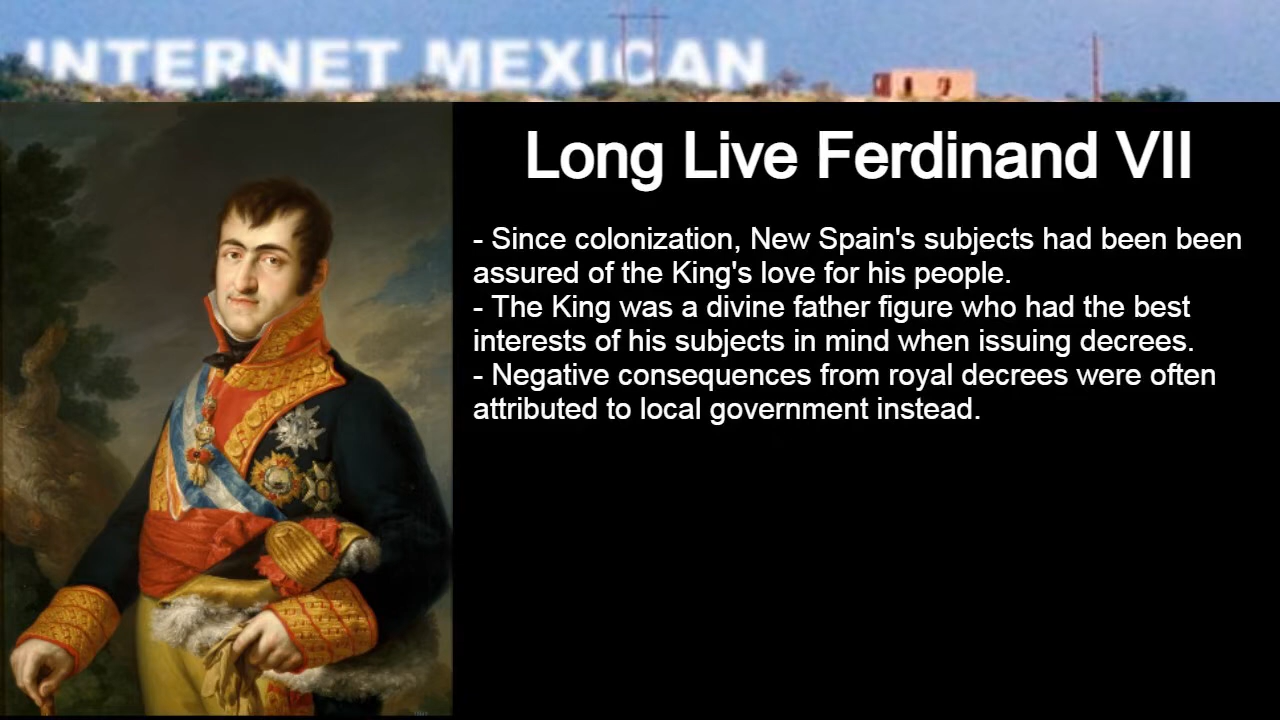 INTERNET MEXICAN
Long Live Ferdinand VII
- Since colonization, New Spain's subjects had been been
assured of the King's love for his people.
- The King was a divine father figure who had the best
interests of his subjects in mind when issuing decrees.
- Negative consequences from royal decrees were often
attributed to local government instead.